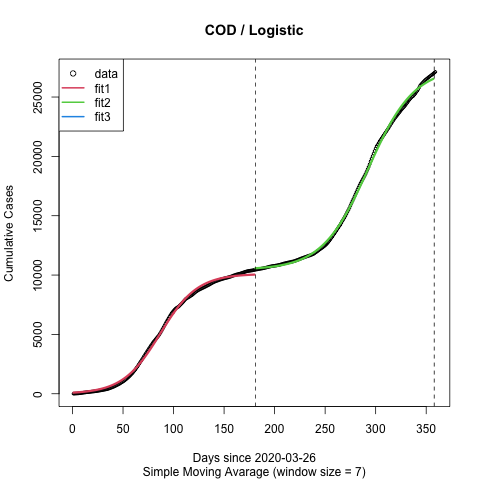 COD / Logistic
data
fit1
fit2
fit3
Cumulative Cases
0
5000
10000
15000
20000
25000
0 50 100 150 200 250 300 350
Days since 2020-03-26
Simple Moving Avarage (window size = 7)